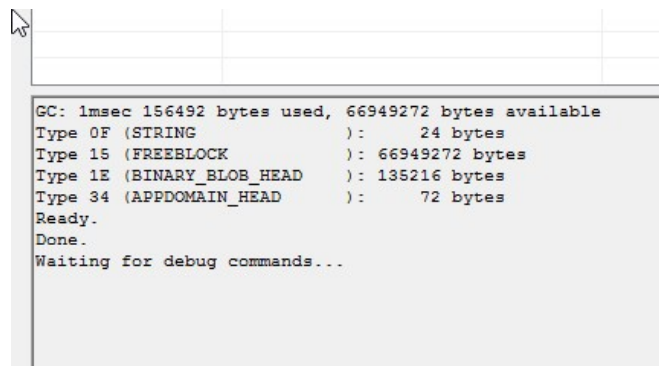 GC: 1msec 156492 bytes used, 66949272 bytes available
Type 0F (STRING              ):     24 bytes
Type 15 (FREEBLOCK           ): 66949272 bytes
Type 1E (BINARY_BLOB_HEAD    ): 135216 bytes
Type 34 (APPDOMAIN_HEAD      ):     72 bytes
Ready.
Done.
Waiting for debug commands...